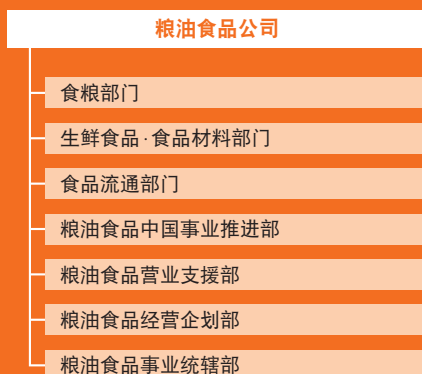 粮油食品公司
食粮部门
生鲜食品·食品材料部门
食品流通部门
粮油食品中国事业推进部
粮油食品营业支援部
粮油食品经营企划部
粮油食品事业统辖部